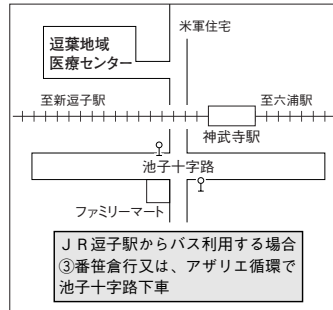 米軍住宅
逗葉地域
医療センター
至新逗子駅
至六浦駅
神武寺駅
池子十字路
ファミリーマート
JR逗子駅からバス利用する場合
③番笹倉行又は、アザリエ循環で
池子十字路下車